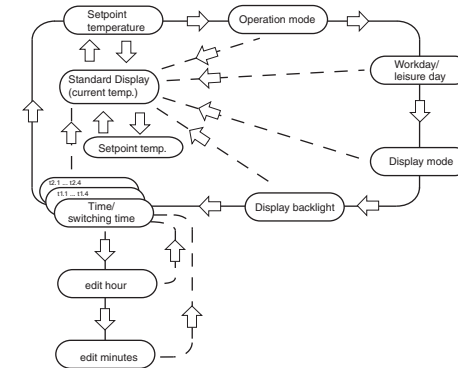 Setpoint
temperature
Operation mode
Workday/
leisure day
Standard Display
(current temp.)
Setpoint temp.
Display mode
t2.1 ... t2.4
t1.1 ... t1.4
Time/
switching time
Display backlight
edit hour
edit minutes